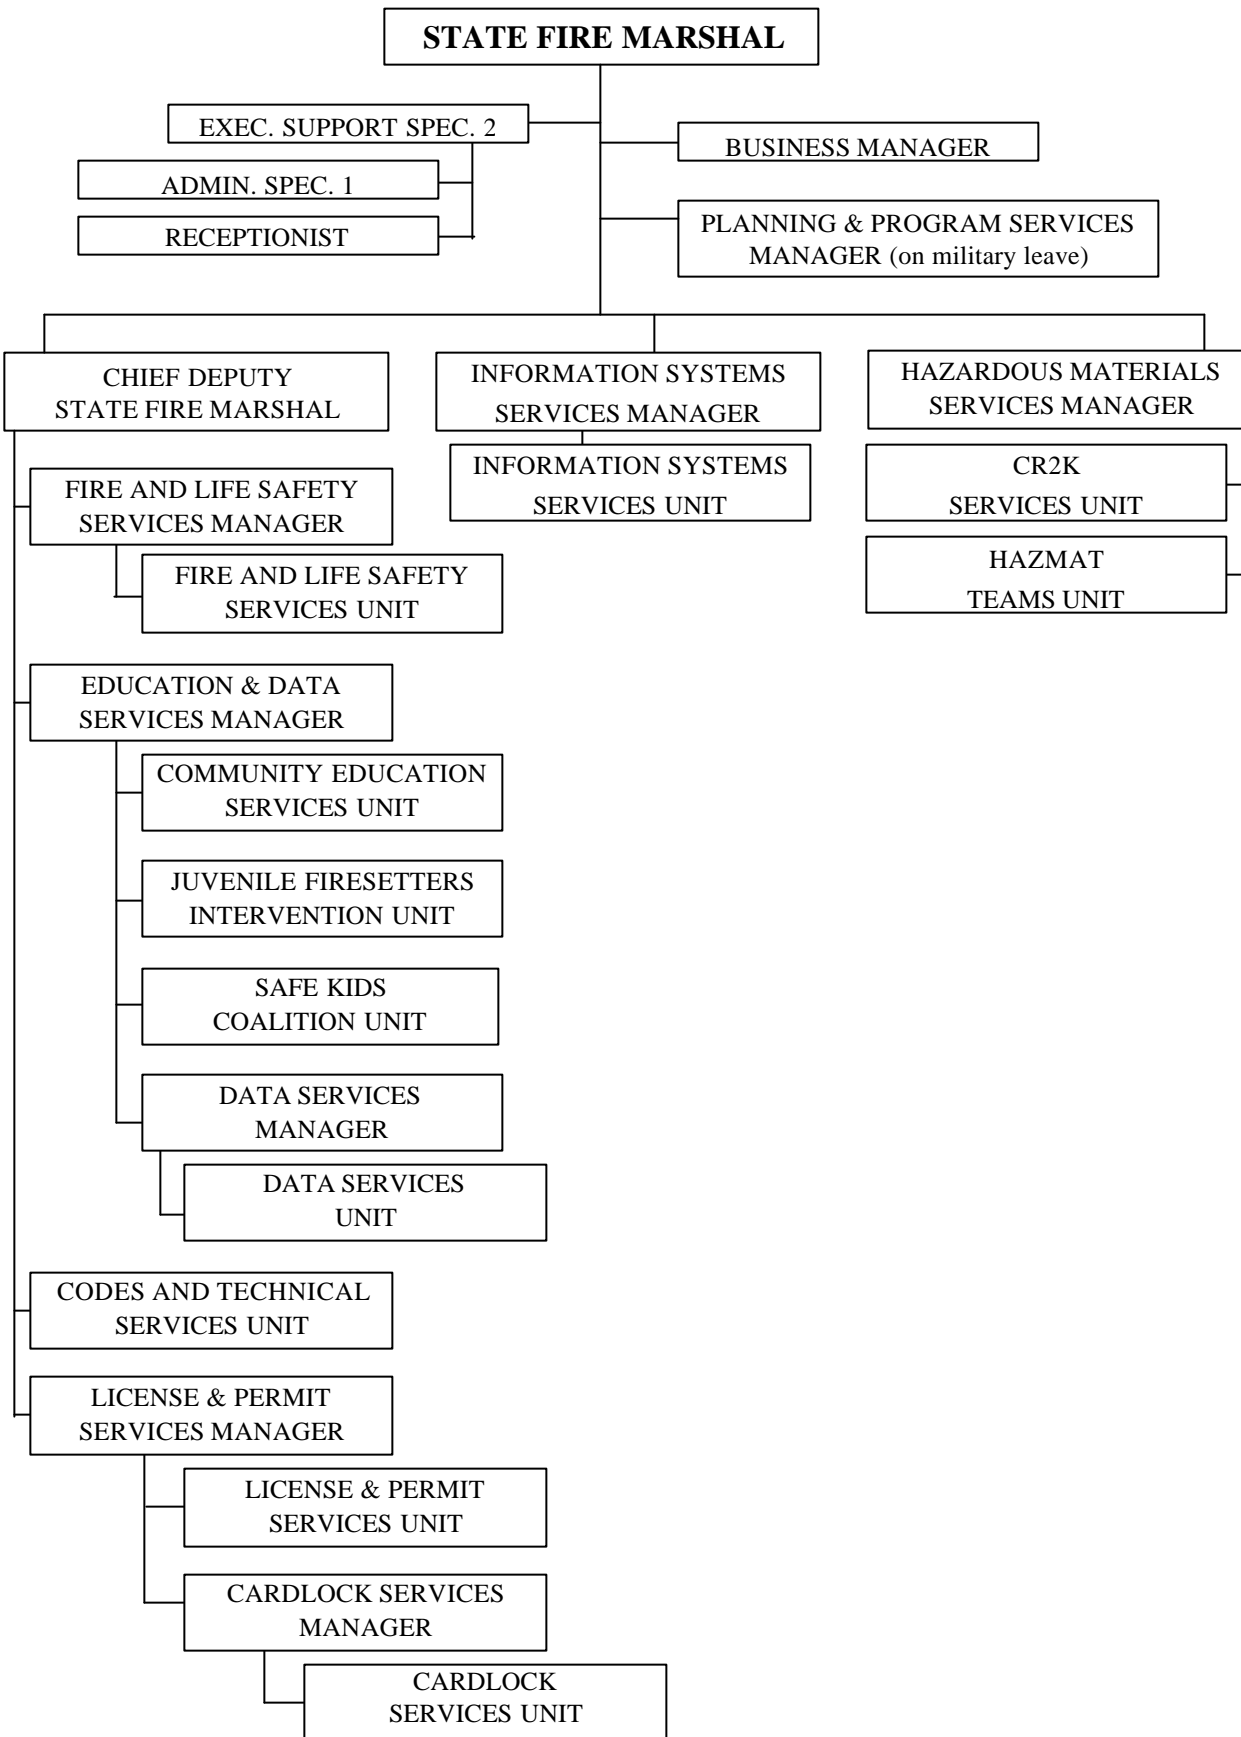 STATE FIRE MARSHAL
EXEC. SUPPORT SPEC. 2
BUSINESS MANAGER
ADMIN. SPEC. 1
RECEPTIONIST
PLANNING & PROGRAM SERVICES
MANAGER (on military leave)
CHIEF DEPUTY
STATE FIRE MARSHAL
INFORMATION SYSTEMS
SERVICES MANAGER
HAZARDOUS MATERIALS
SERVICES MANAGER
INFORMATION SYSTEMS
SERVICES UNIT
CR2K
SERVICES UNIT
HAZMAT
TEAMS UNIT
FIRE AND LIFE SAFETY
SERVICES MANAGER
FIRE AND LIFE SAFETY
SERVICES UNIT
EDUCATION & DATA
SERVICES MANAGER
COMMUNITY EDUCATION
SERVICES UNIT
JUVENILE FIRESETTERS
INTERVENTION UNIT
SAFE KIDS
COALITION UNIT
DATA SERVICES
MANAGER
DATA SERVICES
UNIT
CODES AND TECHNICAL
SERVICES UNIT
LICENSE & PERMIT
SERVICES MANAGER
LICENSE & PERMIT
SERVICES UNIT
CARDLOCK SERVICES
MANAGER
CARDLOCK
SERVICES UNIT